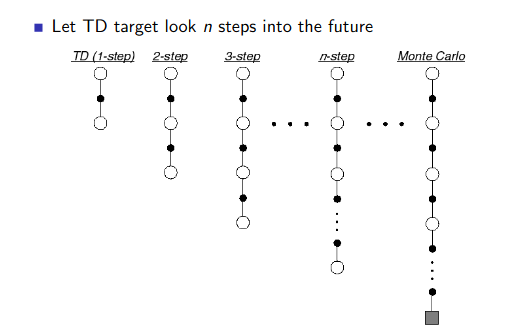 Let TD target look n steps into the future
TD (1-step) 2-step 3-step n-step Monte Carlo